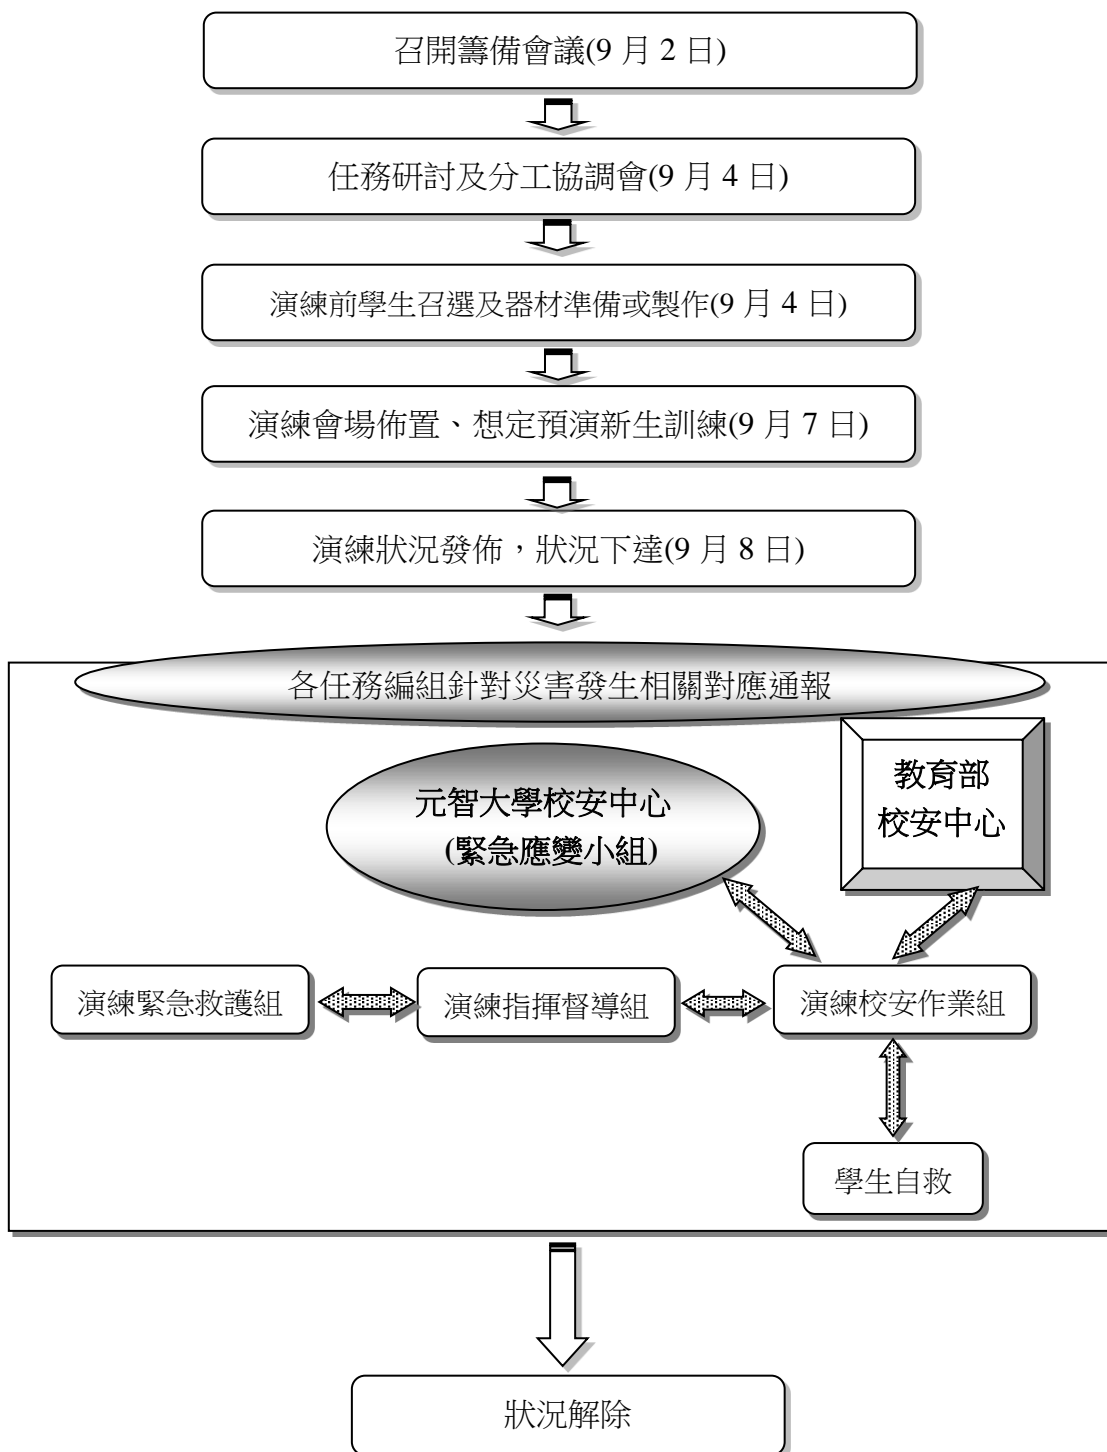 召開籌備會議(9 月 2 日)
任務研討及分工協調會(9 月 4 日)
演練前學生召選及器材準備或製作(9 月 4 日)
演練會場佈置、想定預演新生訓練(9 月 7 日)
演練狀況發佈，狀況下達(9 月 8 日)
各任務編組針對災害發生相關對應通報
元智大學校安中心
(緊急應變小組)
教育部
校安中心
演練緊急救護組
演練指揮督導組
演練校安作業組
學生自救
狀況解除